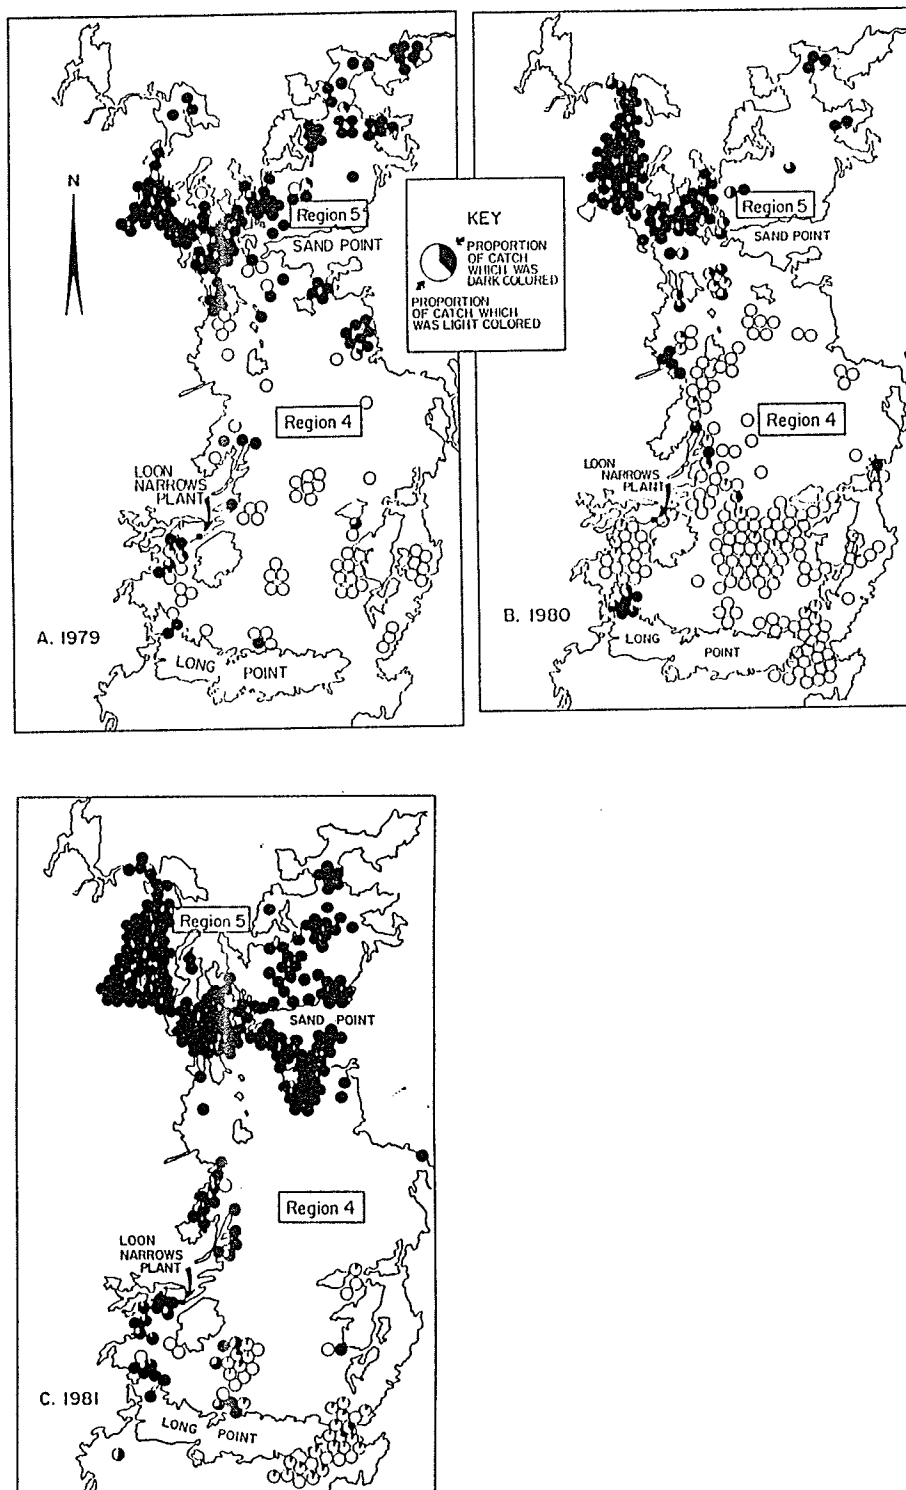 N
Region 5
SAND POINT
KEY
PROPORTION
OF CATCH
WHICH WAS
DARK COLOURED
PROPORTION
OF CATCH WHICH
WAS LIGHT COLORED
Region 4
LOON
NARROWS
PLANT
A. 1979
LONG POINT
Region 5
SAND POINT
Region 4
LOON
NARROWS
PLANT
B. 1980
LONG POINT
Region 5
SAND POINT
Region 4
LOON
NARROWS
PLANT
C. 1981
LONG POINT